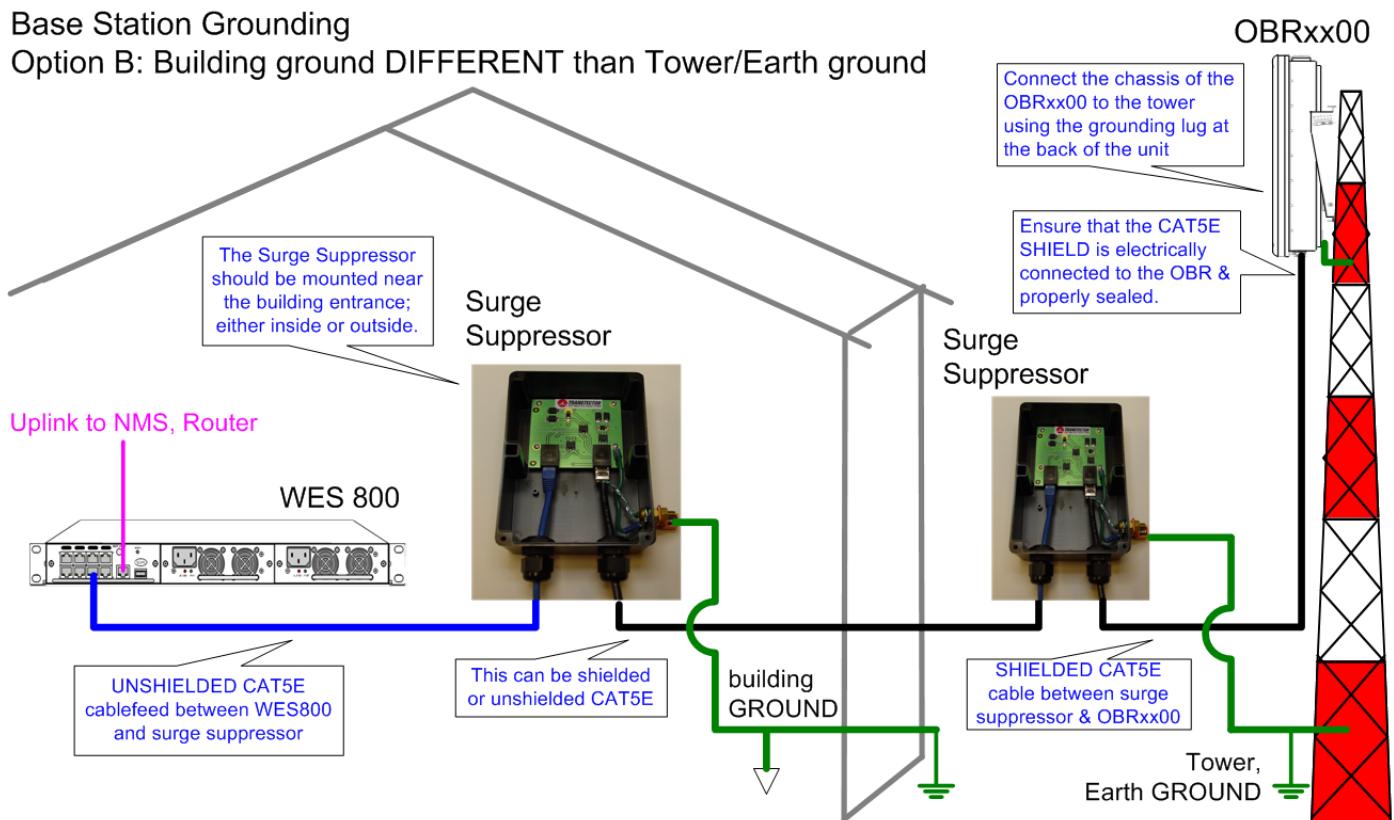 Base Station Grounding
Option B: Building ground DIFFERENT than Tower/Earth ground
OBRxx00
Connect the chassis of the
OBRxx00 to the tower
using the grounding lug at
the back of the unit
Ensure that the CAT5E
SHIELD is electrically
connected to the OBR &
properly sealed.
The Surge Suppressor
should be mounted near
the building entrance;
either inside or outside.
Surge
Suppressor
Surge
Suppressor
TRANSTECTOR
TRANSTECTOR
Uplink to NMS, Router
WES 800
UNSHIELDED CAT5E
cablefeed between WES800
and surge suppressor
This can be shielded
or unshielded CAT5E
building
GROUND
SHIELDED CAT5E
cable between surge
suppressor & OBRxx00
Tower,
Earth GROUND